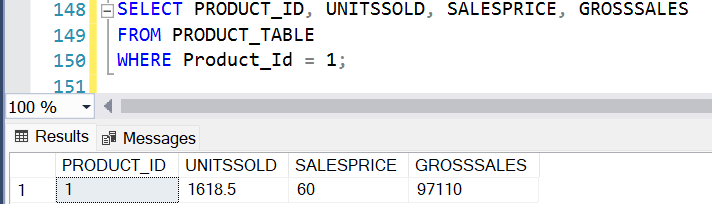 148 SELECT PRODUCT_ID, UNITSSOLD, SALESPRICE, GROSSSALES
149 FROM PRODUCT_TABLE
150 WHERE Product_Id = 1;
151
100 %
Results Messages
PRODUCT_ID UNITSSOLD SALESPRICE GROSSSALES
1 1 1618.5 60 97110